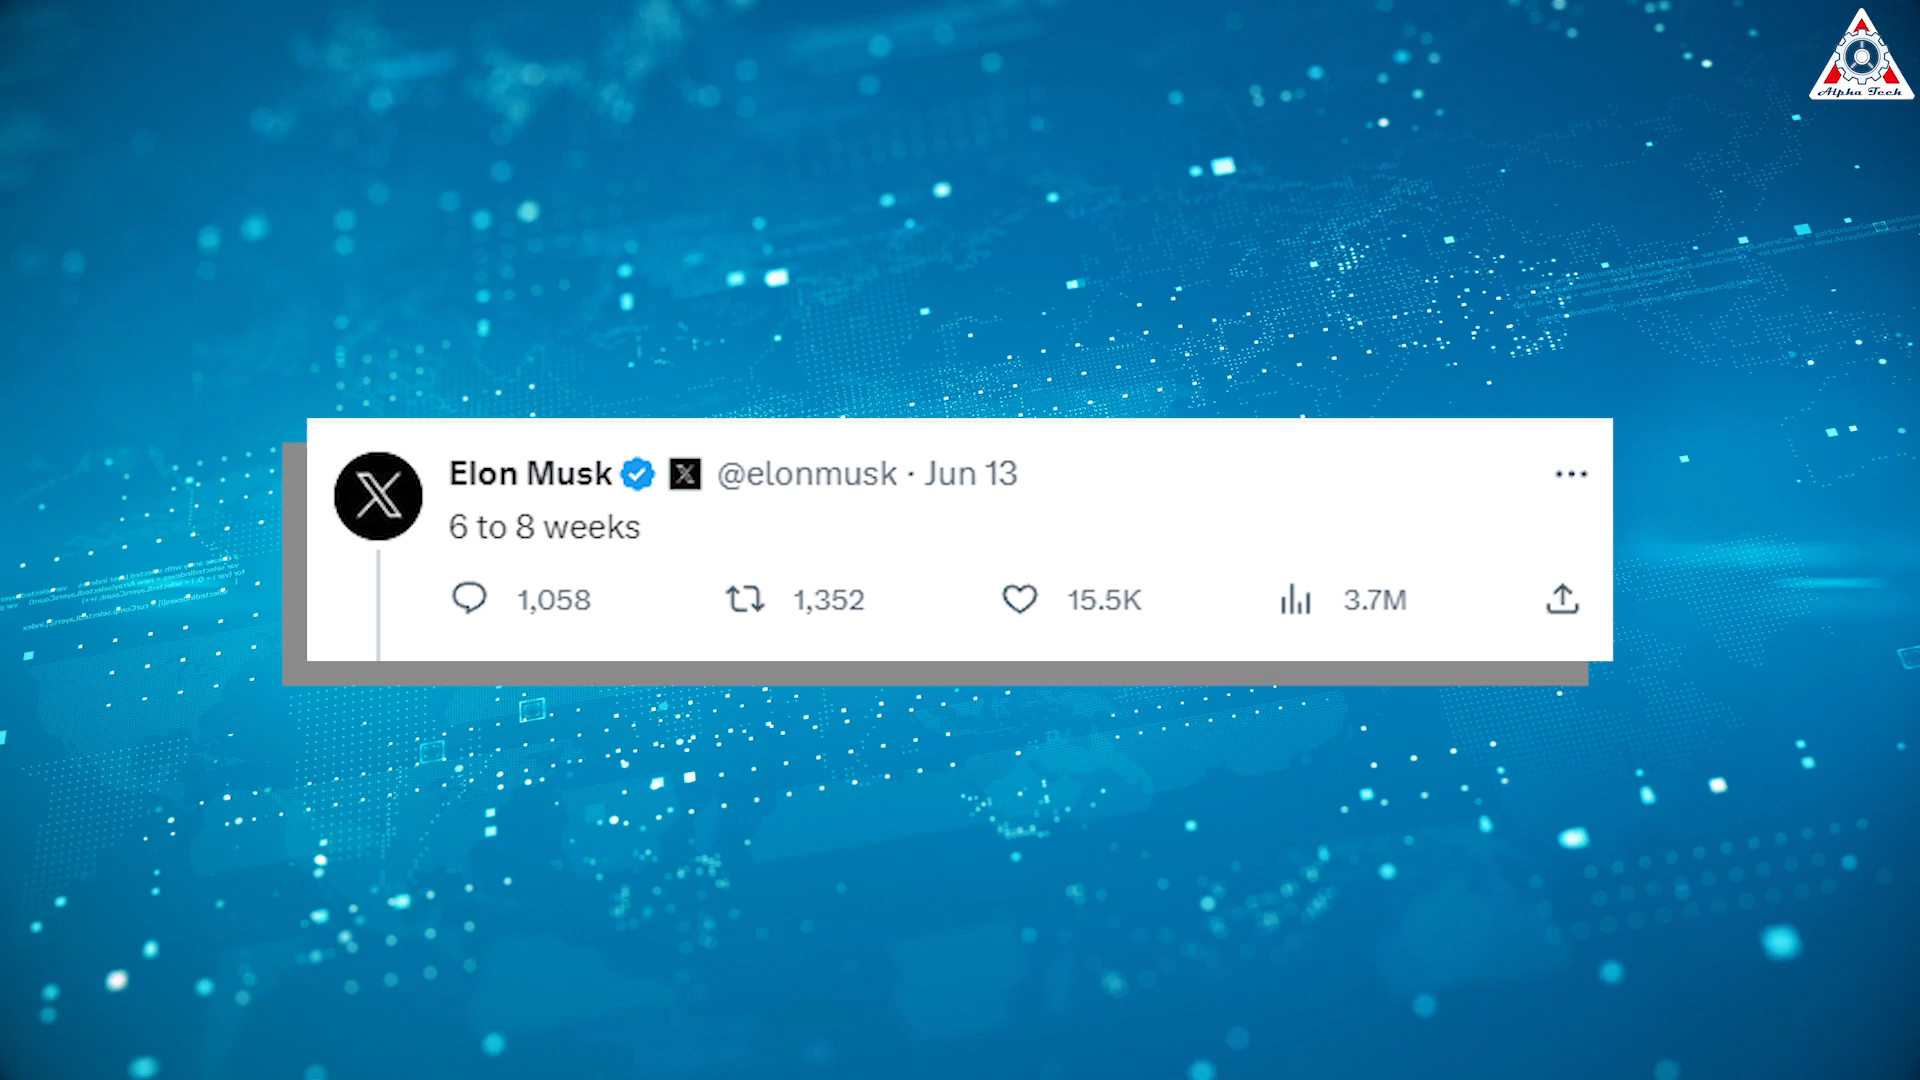 Alpha Tech
Elon Musk @elonmusk · Jun 13
6 to 8 weeks
1,058 1,352 15.5K 3.7M